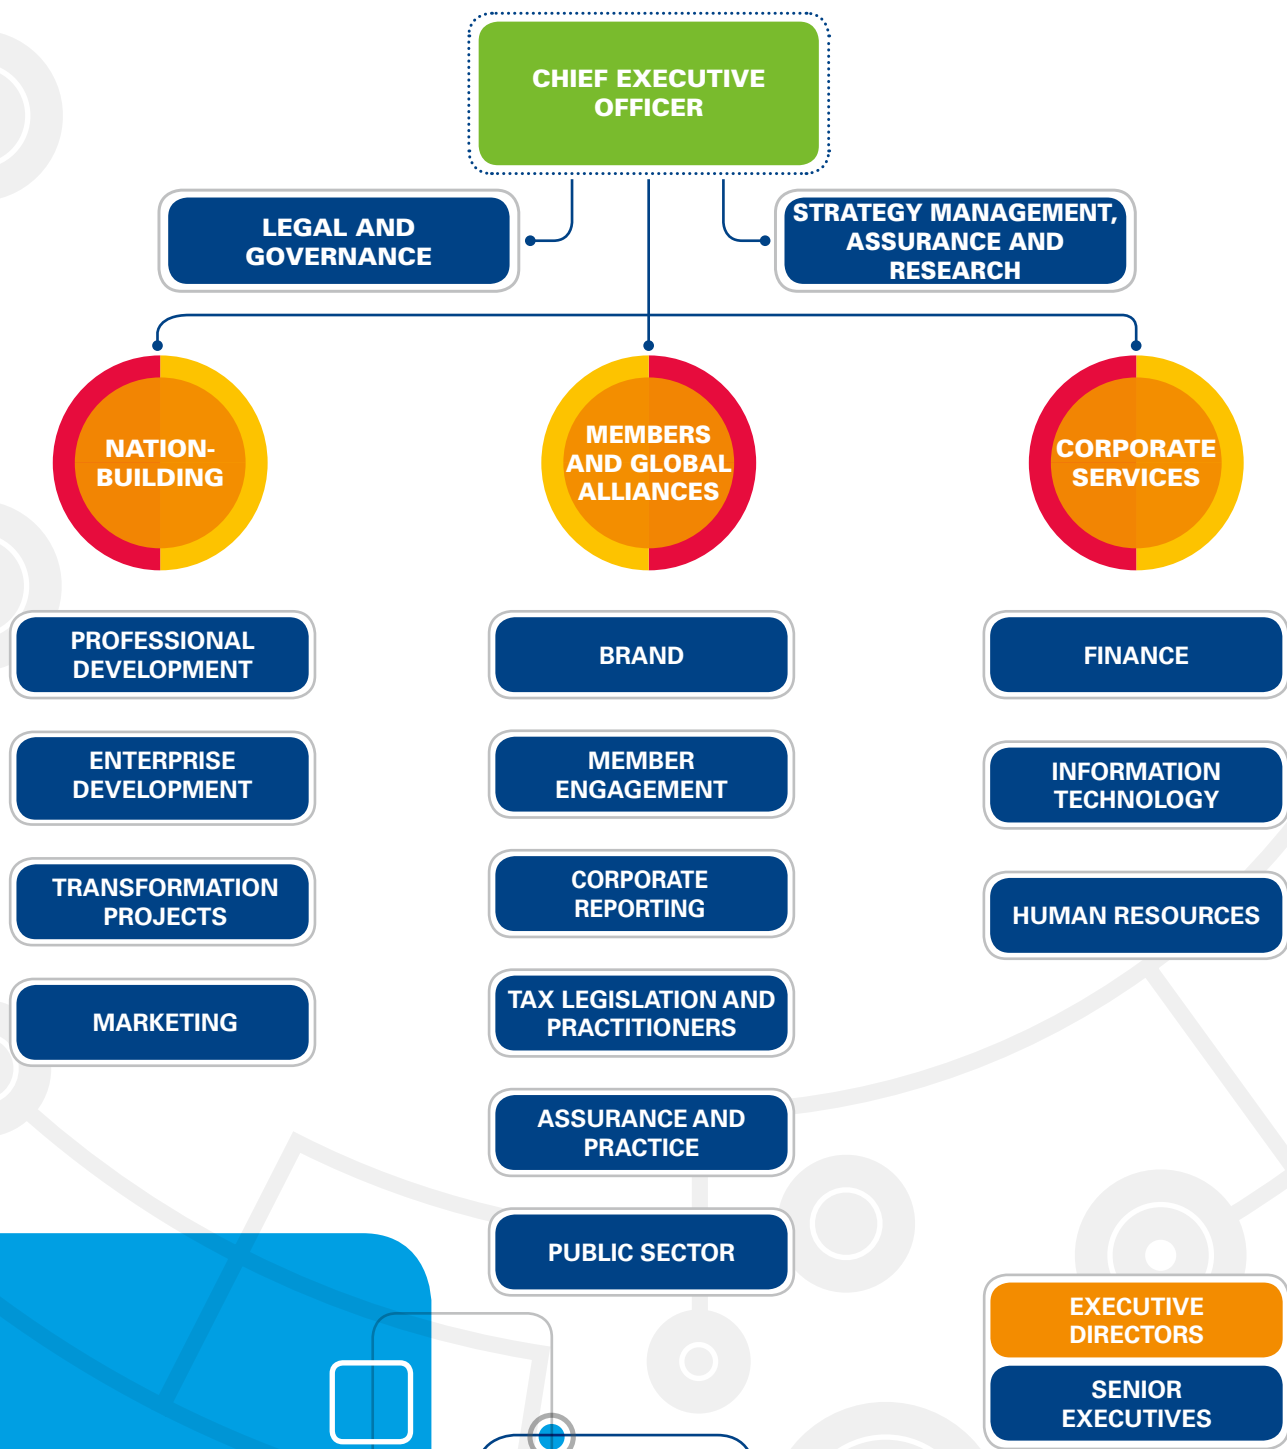 CHIEF EXECUTIVE
OFFICER
LEGAL AND
GOVERNANCE
STRATEGY MANAGEMENT,
ASSURANCE AND
RESEARCH
NATION-
BUILDING
MEMBERS
AND GLOBAL
ALLIANCES
CORPORATE
SERVICES
PROFESSIONAL
DEVELOPMENT
ENTERPRISE
DEVELOPMENT
TRANSFORMATION
PROJECTS
MARKETING
BRAND
MEMBER
ENGAGEMENT
CORPORATE
REPORTING
TAX LEGISLATION AND
PRACTITIONERS
ASSURANCE AND
PRACTICE
PUBLIC SECTOR
FINANCE
INFORMATION
TECHNOLOGY
HUMAN RESOURCES
EXECUTIVE
DIRECTORS
SENIOR
EXECUTIVES